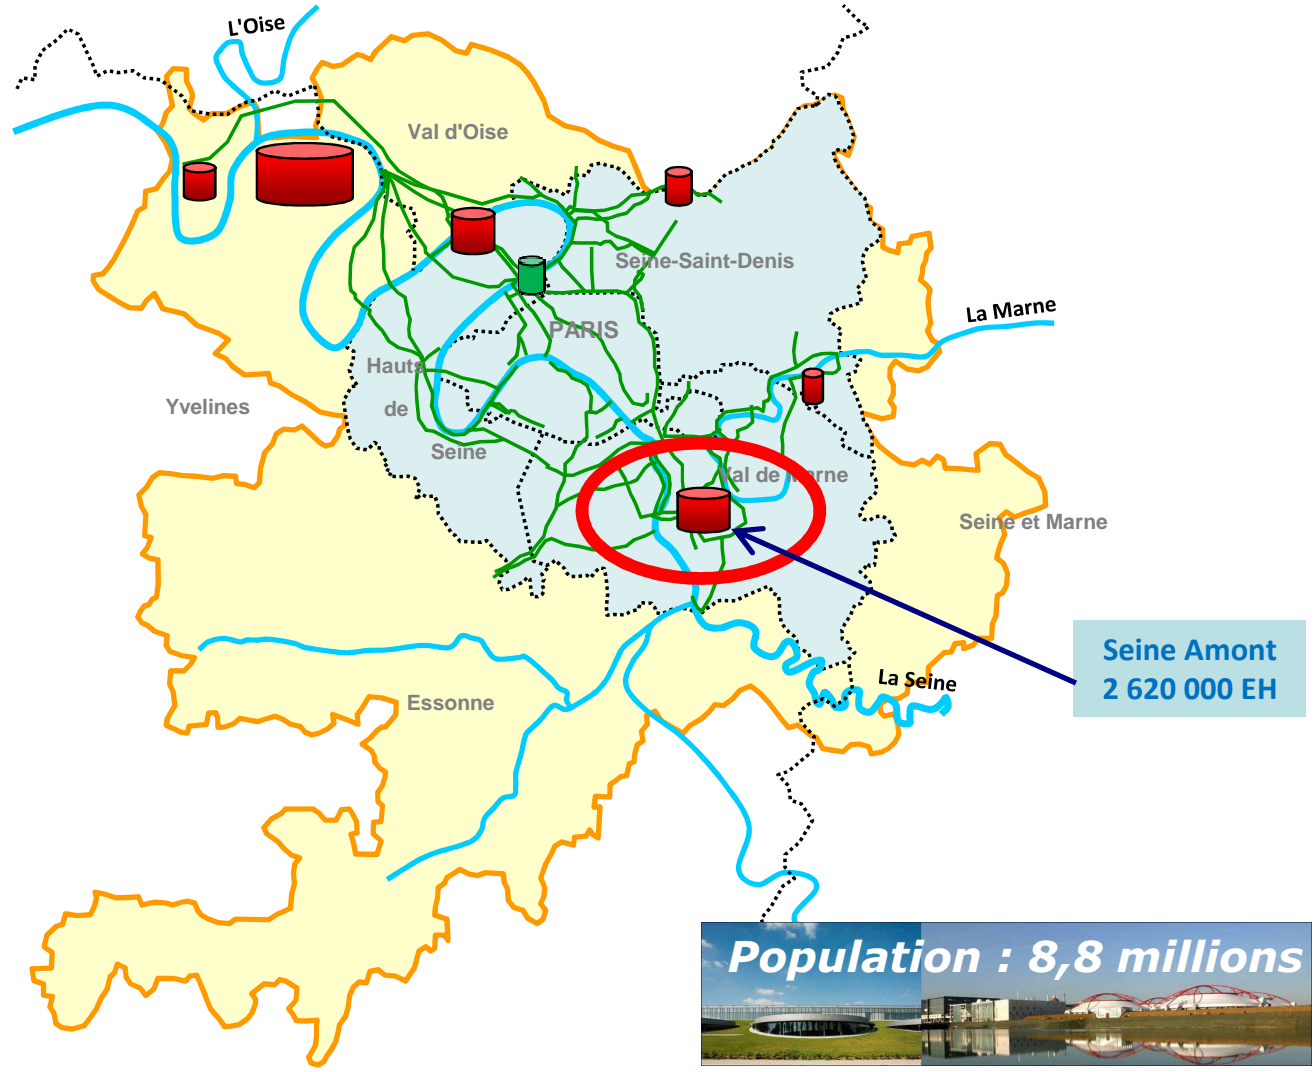 L'Oise
Val d'Oise
Seine-Saint-Denis
La Marne
PARIS
Hauts
de
Seine
Yvelines
Val de Marne
Seine et Marne
Seine Amont
2 620 000 EH
La Seine
Essonne
Population : 8,8 millions